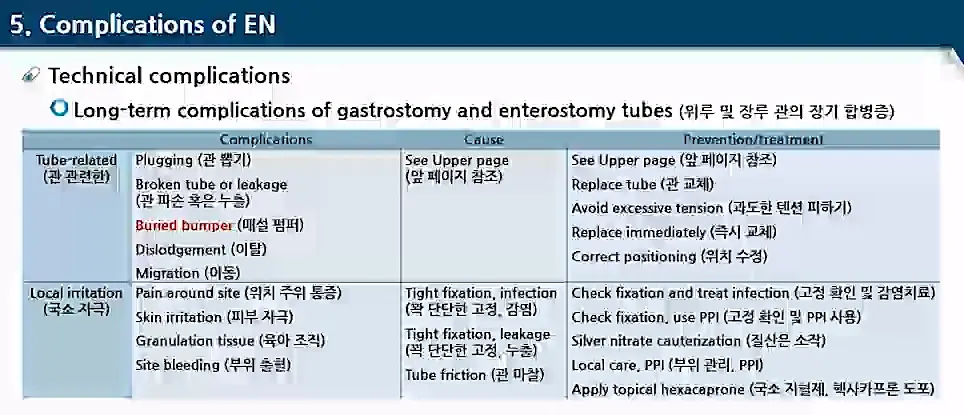 5. Complications of EN
Technical complications
Long-term complications of gastrostomy and enterostomy tubes (위루 및 장루 관의 장기 합병증)
Complications Cause Prevention/treatment
Tube-related
(관 관련한)
Plugging (관 뽑기)
Broken tube or leakage
(관 파손 혹은 누출)
Buried bumper (매설 펌퍼)
Dislodgement (이탈)
Migration (이동)
See Upper page
(앞 페이지 참조)
See Upper page (앞 페이지 참조)
Replace tube (관 교체)
Avoid excessive tension (과도한 텐션 피하기)
Replace immediately (즉시 교체)
Correct positioning (위치 수정)
Local irritation
(국소 자극)
Pain around site (위치 주위 통증)
Skin irritation (피부 자극)
Granulation tissue (육아 조직)
Site bleeding (부위 출혈)
Tight fixation, infection
(꽉 단단한 고정, 감염)
Tight fixation, leakage
(꽉 단단한 고정, 누출)
Tube friction (관 마찰)
Check fixation and treat infection (고정 확인 및 감염치료)
Check fixation, use PPI (고정 확인 및 PPI 사용)
Silver nitrate cauterization (질산은 소작)
Local care, PPI (부위 관리, PPI)
Apply topical hexacaprone (국소 지혈제, 헥사카프론 도포)